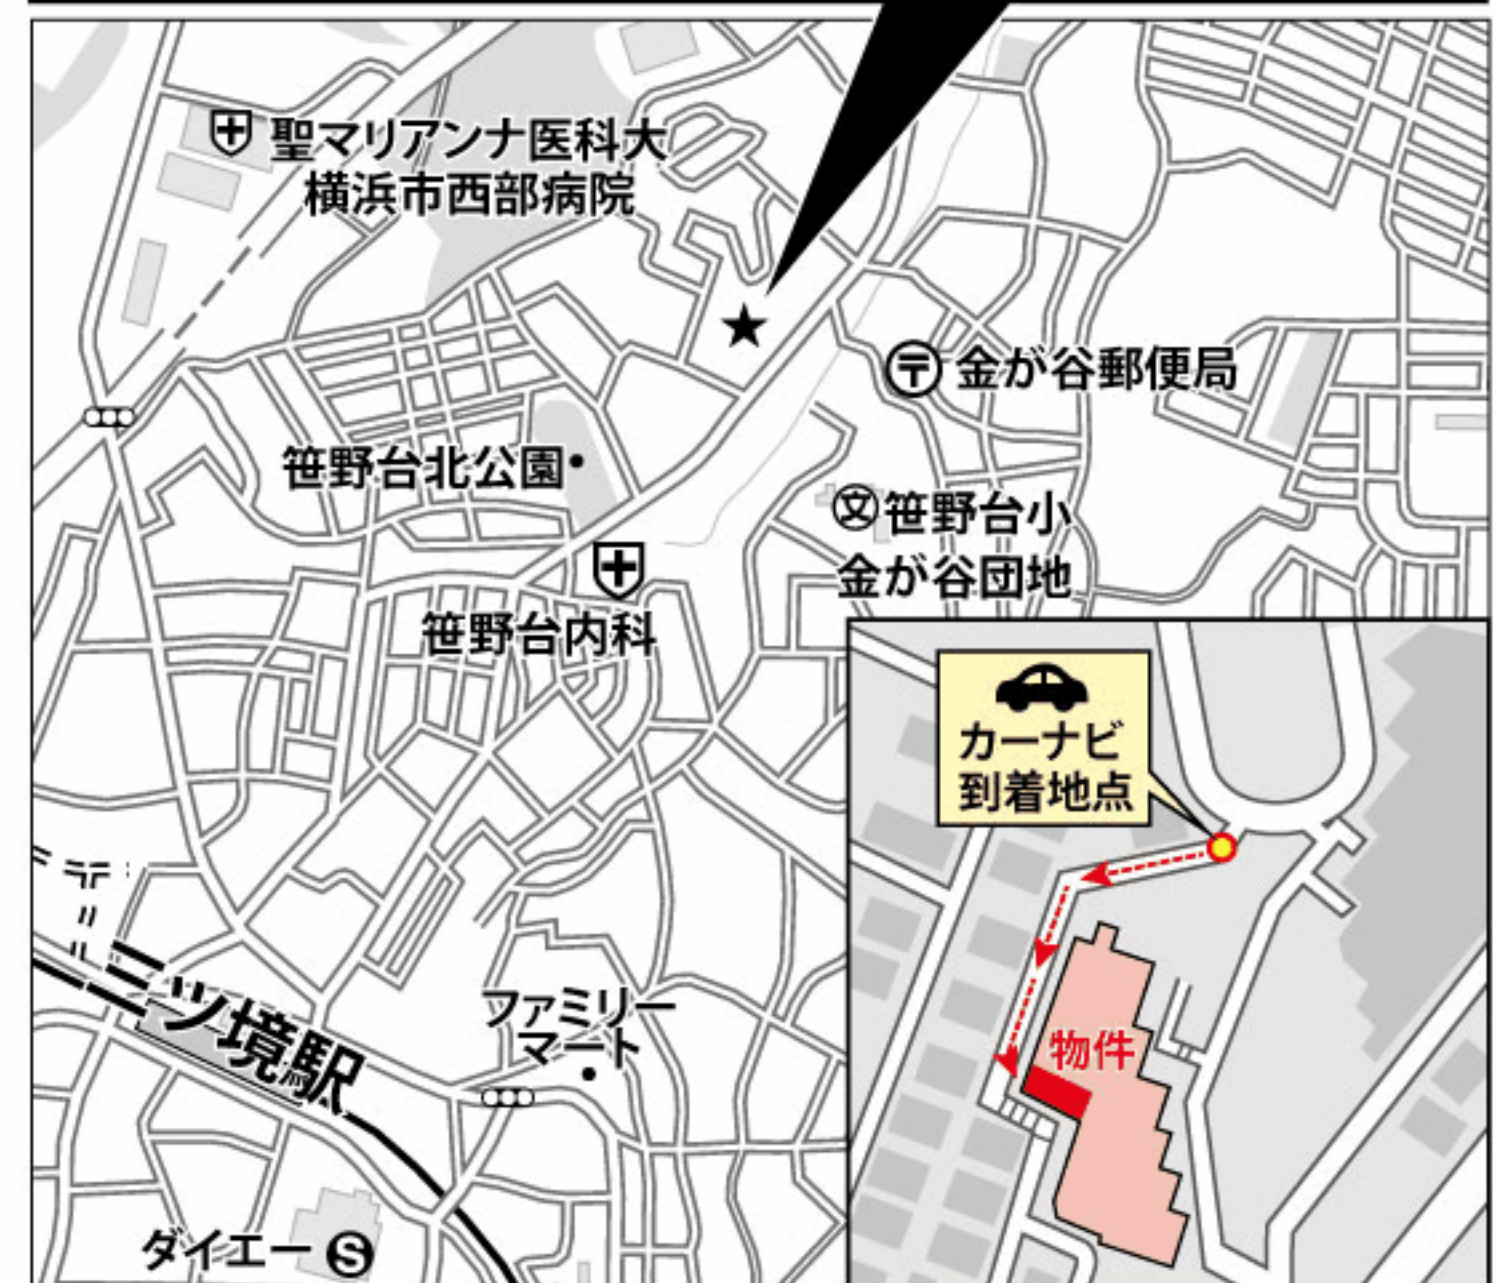 聖マリアンナ医科大
横浜市西部病院
金が谷郵便局
笹野台北公園
笹野台小
金が谷団地
笹野台内科
カーナビ
到着地点
三ツ境駅
ファミリー
マート
物件
ダイエー